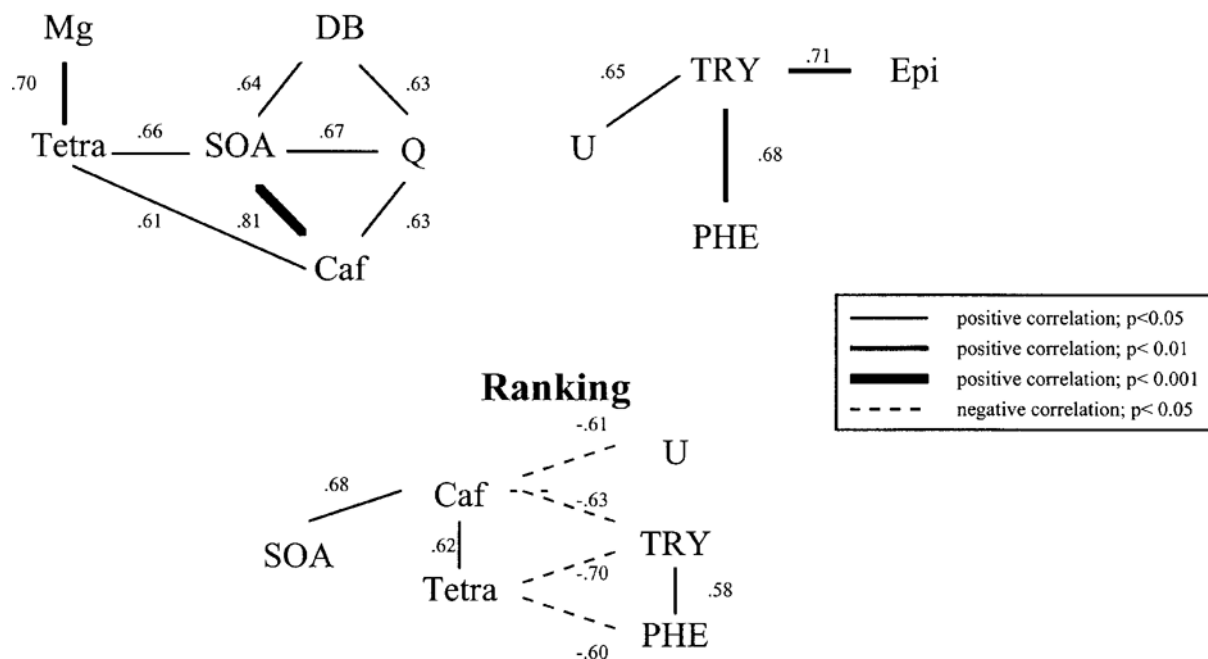 Mg DB
.70 .64 .63 .65 TRY .71 Epi
Tetra .66 SOA .67 Q U .68
.61 .81 .63
Caf PHE
positive correlation; p<0.05
positive correlation; p< 0.01
positive correlation; p< 0.001
negative correlation; p< 0.05
Ranking
-.61
U
.68 Caf -.63
SOA .62 TRY
Tetra -.70 .58
PHE
-.60